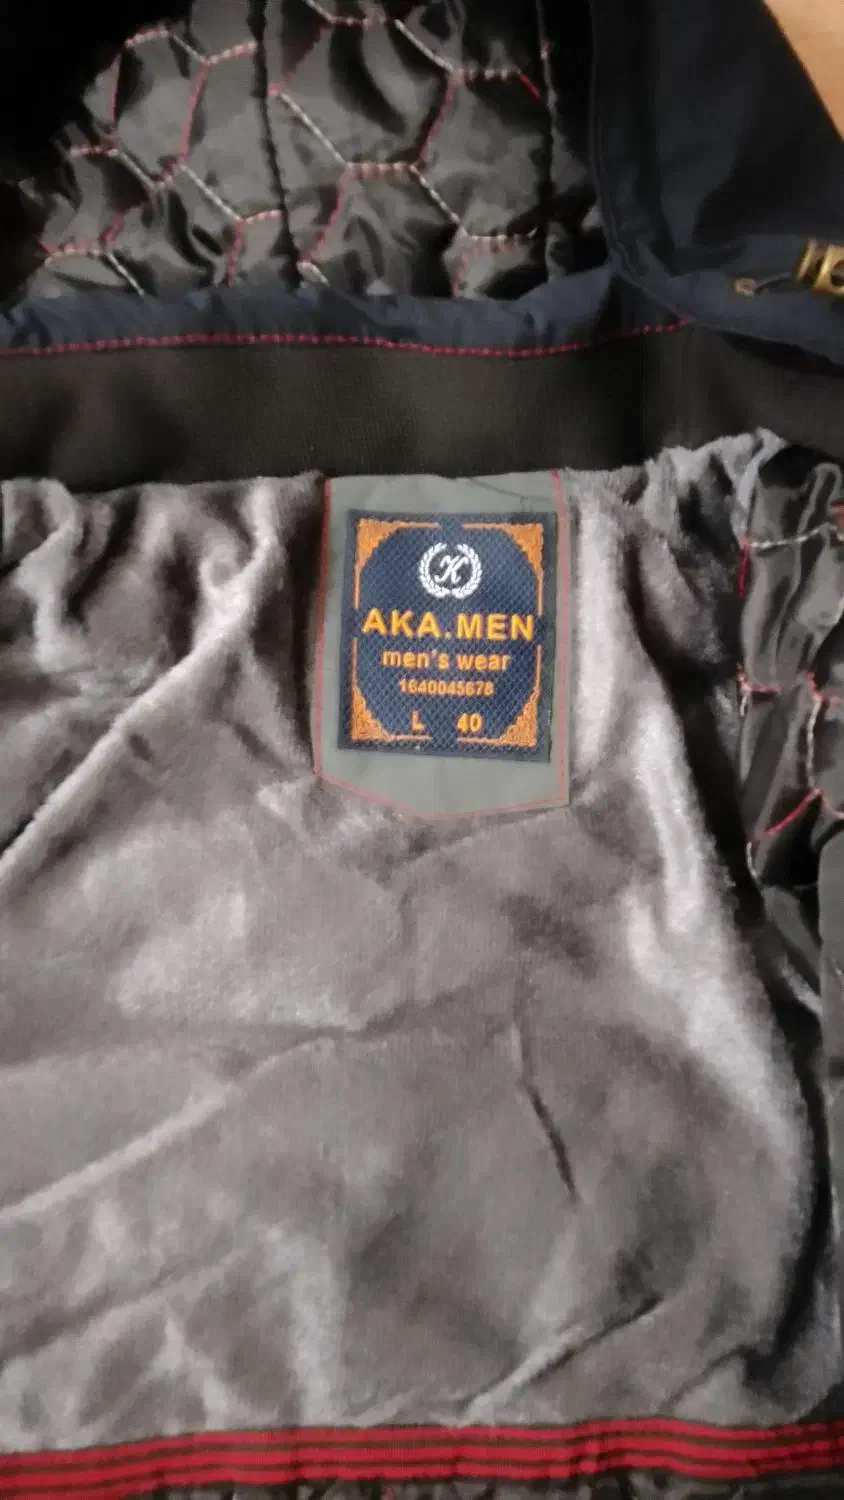 K
AKA.MEN
men's wear
1640045678
L 40